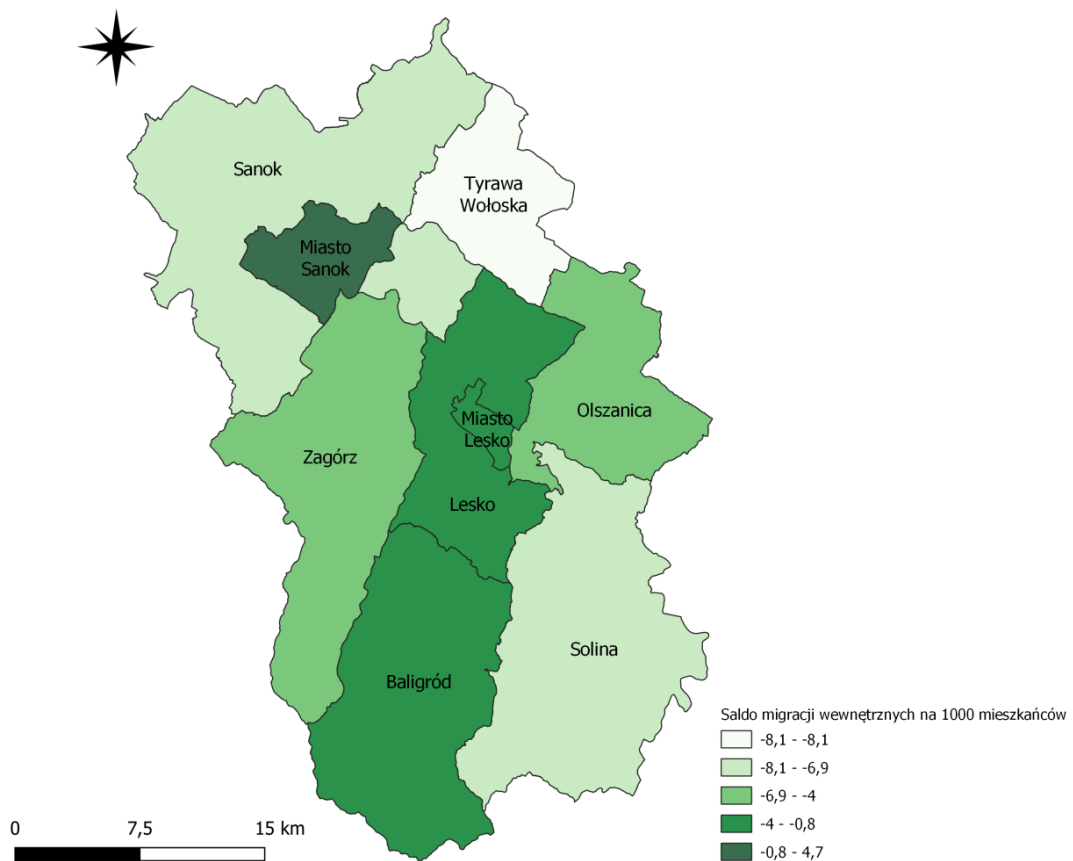 Sanok
Tyrawa
Wołoska
Miasto
Sanok
Olszanica
Miasto
Lesko
Zagórz
Lesko
Solina
Baligród
Saldo migracji wewnętrznych na 1000 mieszkańców
-8,1 - -8,1
-8,1 - -6,9
-6,9 - -4
-4 - -0,8
-0,8 - 4,7
0 7,5 15 km